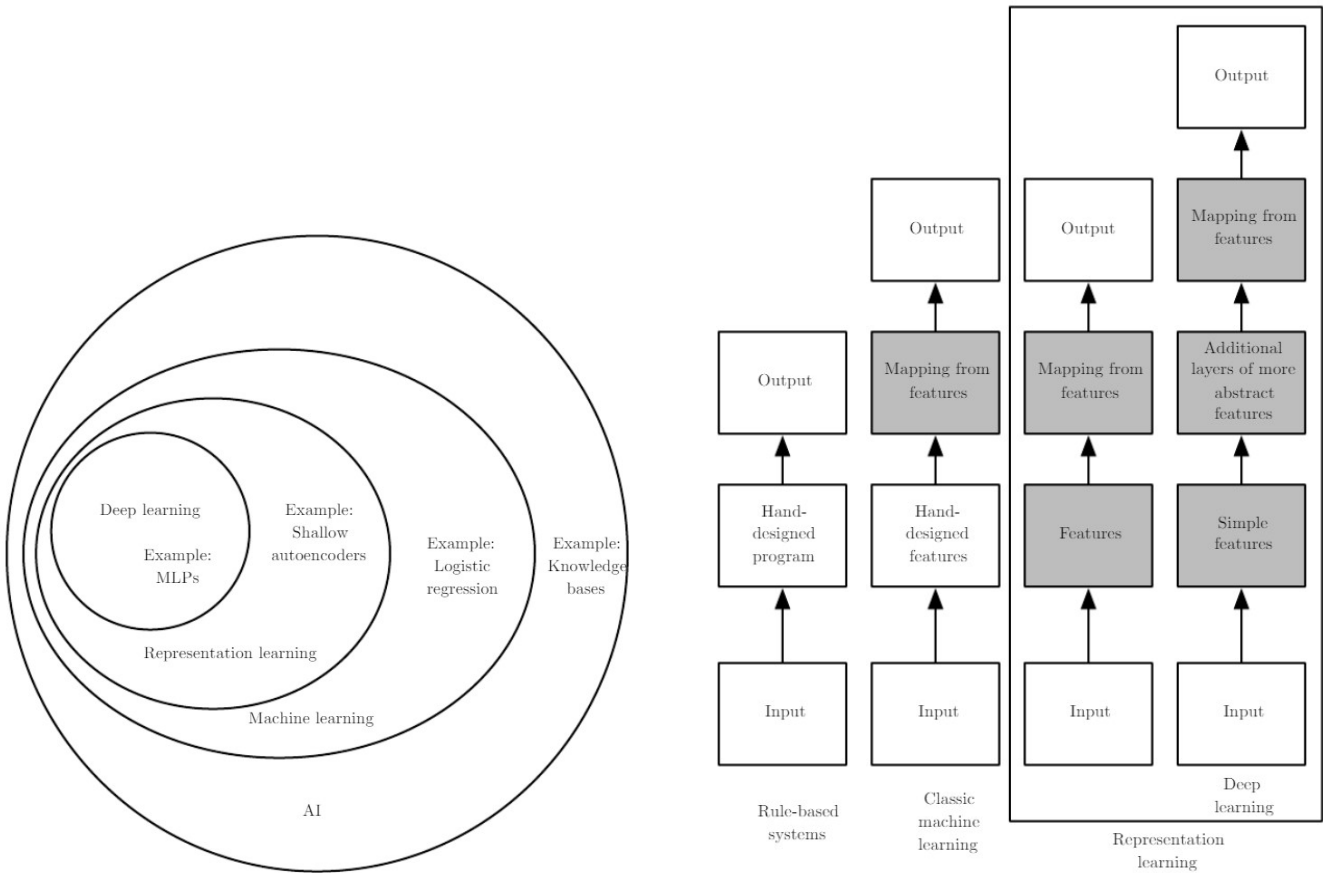 Deep learning
Example:
MLPs
Example:
Shallow
autoencoders
Example:
Logistic
regression
Example:
Knowledge
bases
Representation learning
Machine learning
AI
Output
Hand-
designed
program
Input
Rule-based
systems
Output
Mapping from
features
Hand-
designed
features
Input
Classic
machine
learning
Output
Mapping from
features
Features
Input
Output
Mapping from
features
Additional
layers of more
abstract
features
Simple
features
Input
Deep
learning
Representation
learning